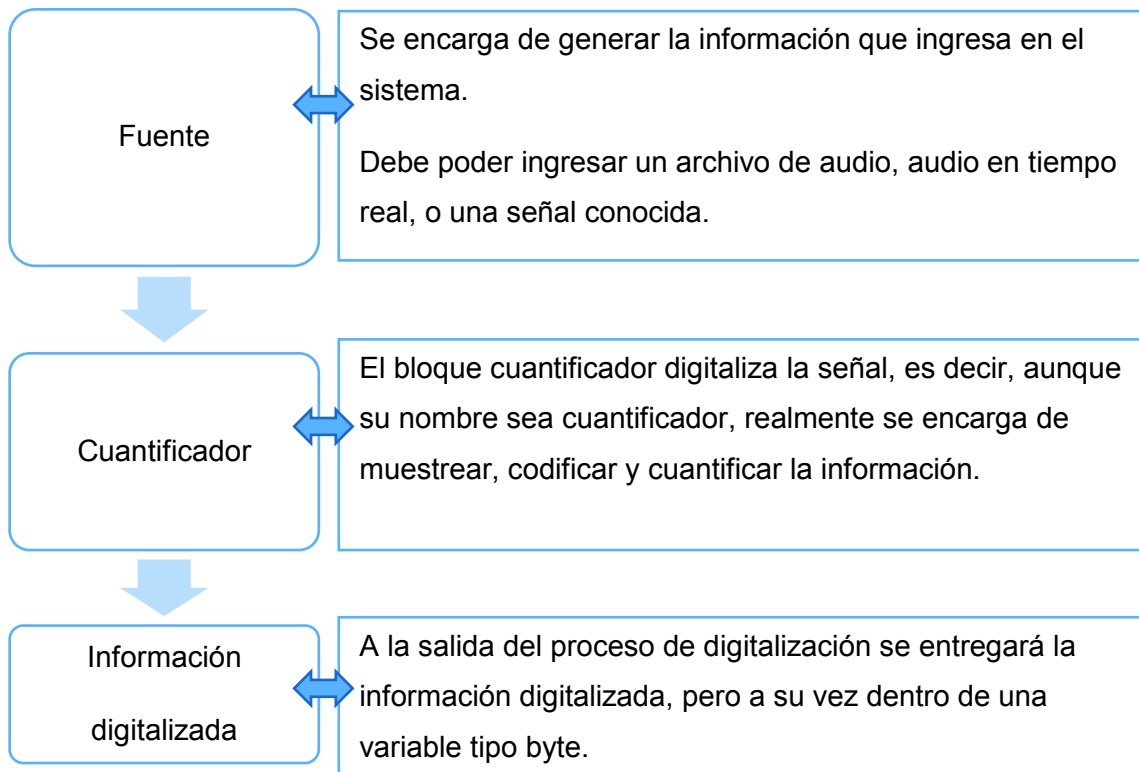 Fuente
Se encarga de generar la información que ingresa en el
sistema.
Debe poder ingresar un archivo de audio, audio en tiempo
real, o una señal conocida.
Cuantificador
El bloque cuantificador digitaliza la señal, es decir, aunque
su nombre sea cuantificador, realmente se encarga de
muestrear, codificar y cuantificar la información.
Información
digitalizada
A la salida del proceso de digitalización se entregará la
información digitalizada, pero a su vez dentro de una
variable tipo byte.